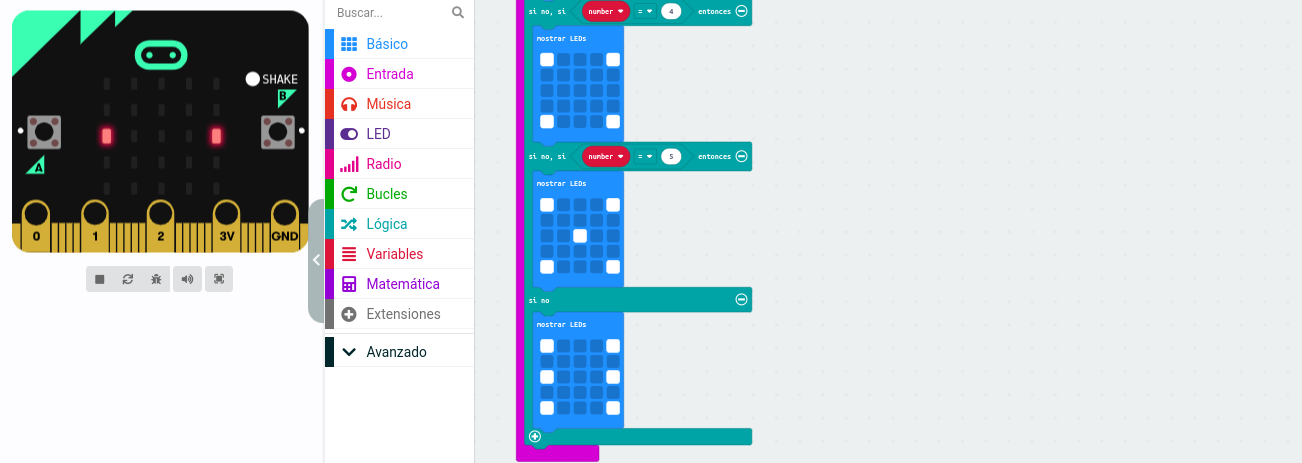 SHAKE
B
A
0 1 2 3V GND
Buscar...
Básico
Entrada
Música
LED
Radio
Bucles
Lógica
Variables
Matemática
Extensiones
Avanzado
si no, si number = 4 entonces
mostrar LEDs
si no, si number = 5 entonces
mostrar LEDs
si no
mostrar LEDs